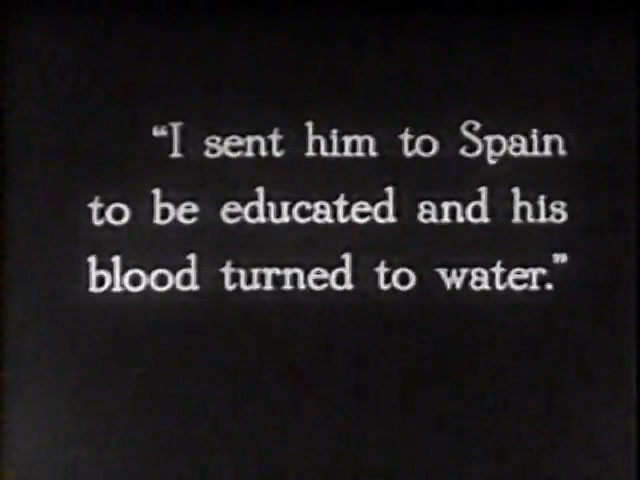 “I sent him to Spain
to be educated and his
blood turned to water.”